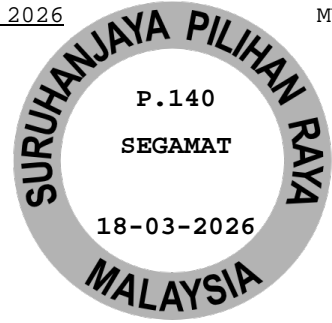 2026 M
SURUHANJAYA PILIHAN RAYA
P.140
SEGAMAT
18-03-2026
MALAYSIA